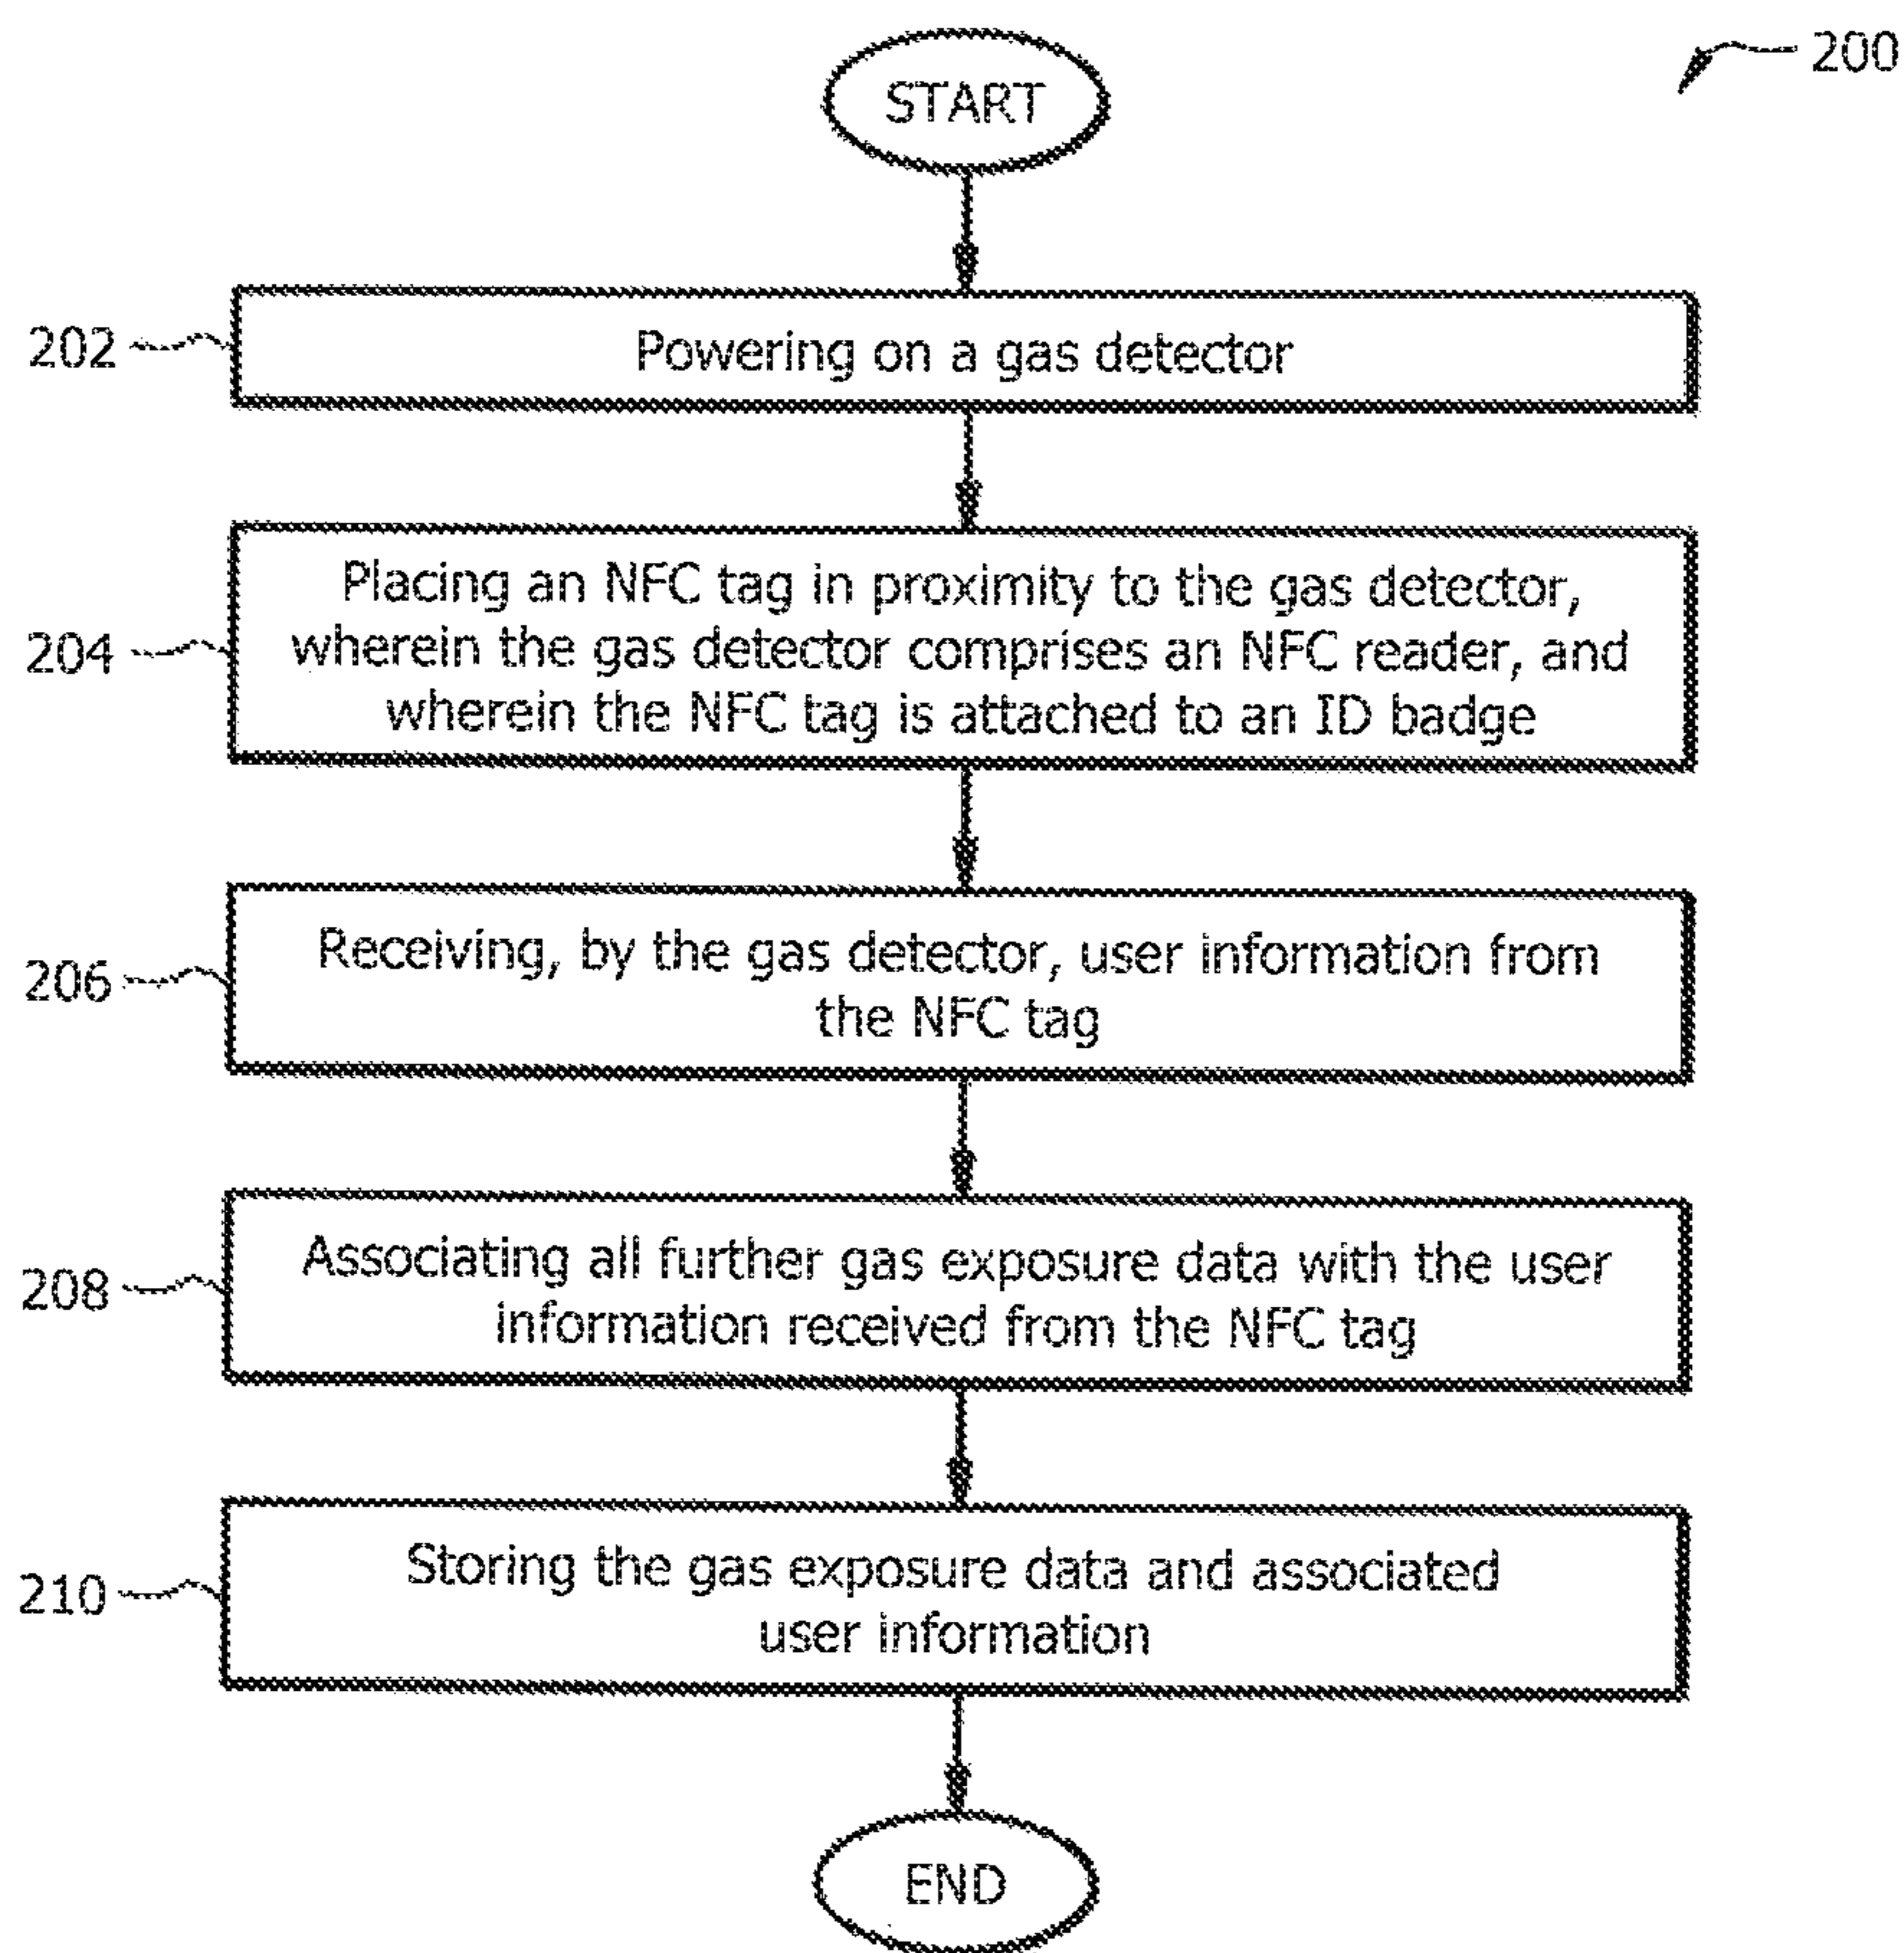 START
200
202
Powering on a gas detector
204
Placing an NFC tag in proximity to the gas detector,
wherein the gas detector comprises an NFC reader, and
wherein the NFC tag is attached to an ID badge
206
Receiving, by the gas detector, user information from
the NFC tag
208
Associating all further gas exposure data with the user
information received from the NFC tag
210
Storing the gas exposure data and associated
user information
END